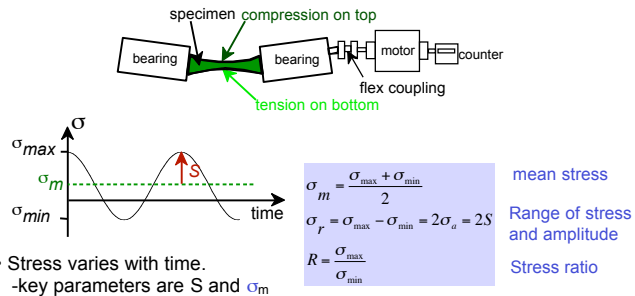 specimen compression on top
bearing
bearing
motor
counter
flex coupling
tension on bottom
σ
σmax
S
σm
σmin
time
σm = (σmax + σmin) / 2
mean stress
σr = σmax − σmin = 2σa = 2S
Range of stress and amplitude
R = σmax / σmin
Stress ratio
• Stress varies with time.
-key parameters are S and σm